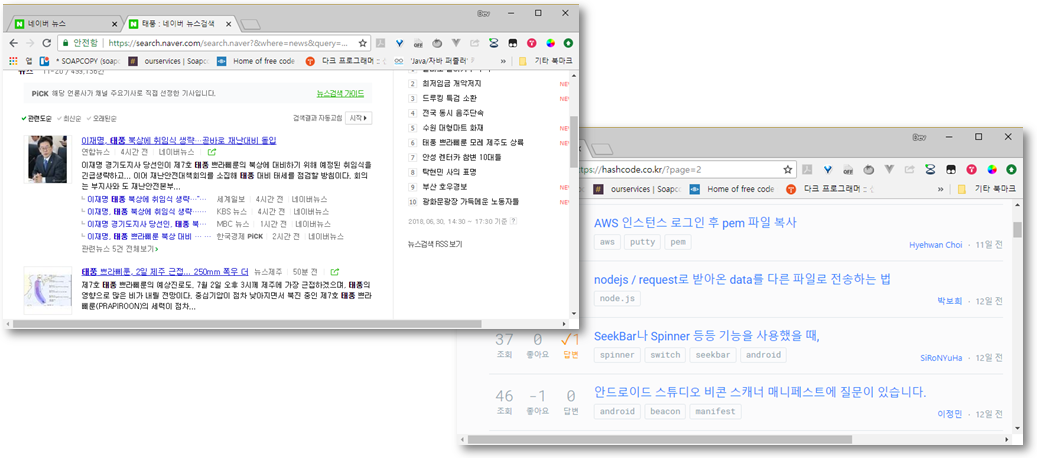 Dev
네이버 뉴스
태풍 : 네이버 뉴스검색
안전함 https://search.naver.com/search.naver?&where=news&query=...
앱 * SOAPCOPY (soapc ourservices | Soapc Home of free code 다크 프로그래머 :: 'Java/자바 퍼즐러' 기타 북마크
뉴스 11-20 / 499,136건
PiCK 해당 언론사가 채널 주요기사로 직접 선정한 기사입니다. 뉴스검색 가이드
관련도순 최신순 오래된순 검색결과 자동고침 시작
이재명, 태풍 북상에 취임식 생략…곧바로 재난대비 돌입
연합뉴스 4시간 전 네이버뉴스
이재명 경기도지사 당선인이 제7호 태풍 쁘라삐룬의 북상에 대비하기 위해 예정된 취임식을
긴급생략하고,.. 이어 재난안전대책회의를 소집해 태풍 대비 태세를 점검할 방침이다. 회의
는 부지사와 도 재난안전본부...
이재명 태풍 북상에 취임식 생략…"… 세계일보 4시간 전 네이버뉴스
이재명, 태풍 북상에 취임식 생략… KBS 뉴스 4시간 전 네이버뉴스
이재명 경기도지사 당선인, 태풍 북… MBC 뉴스 1시간 전 네이버뉴스
이재명, 태풍 쁘라삐룬 북상 대비 … … 한국경제 PiCK 2시간 전 네이버뉴스
관련뉴스 5건 전체보기>
태풍 쁘라삐룬, 2일 제주 근접... 250mm 폭우 더 뉴스제주 50분 전
제7호 태풍 쁘라삐룬의 예상진로도, 7월 2일 오후 3시께 제주에 가장 근접하겠으며, 태풍의
영향으로 많은 비가 내릴 전망이다. 중심기압이 점차 낮아지면서 북진 중인 제7호 태풍 쁘라
삐룬(PRAPIROON)의 세력이 점차...
2 최저임금 개악저지 NEW
3 드루킹 특검 소환
4 전국 동시 음주단속
5 수원 대형마트 화재
6 태풍 쁘라삐룬 모레 제주도 상륙
7 안성 렌터카 참변 10대들
8 탁현민 사의 표명
9 부산 호우경보
10 광화문광장 가득메운 노동자들
2018.06.30. 14:30 ~ 17:30 기준 ?
뉴스검색 RSS 보기
Dev
https://hashcode.co.kr/?page=2
ourservices | Soapc Home of free code 다크 프로그래머 :: 기타 북마크
AWS 인스턴스 로그인 후 pem 파일 복사
aws putty pem
Hyehwan Choi · 11일 전
nodejs / request로 받아온 data를 다른 파일로 전송하는 법
node.js
박보희 · 12일 전
37 0 ✓1 SeekBar나 Spinner 등등 기능을 사용했을 때,
조회 좋아요 답변 spinner switch seekbar android
SiRoNYuHa · 12일 전
46 -1 0 안드로이드 스튜디오 비콘 스캐너 매니페스트에 질문이 있습니다.
조회 좋아요 답변 android beacon manifest
이정민 · 12일 전